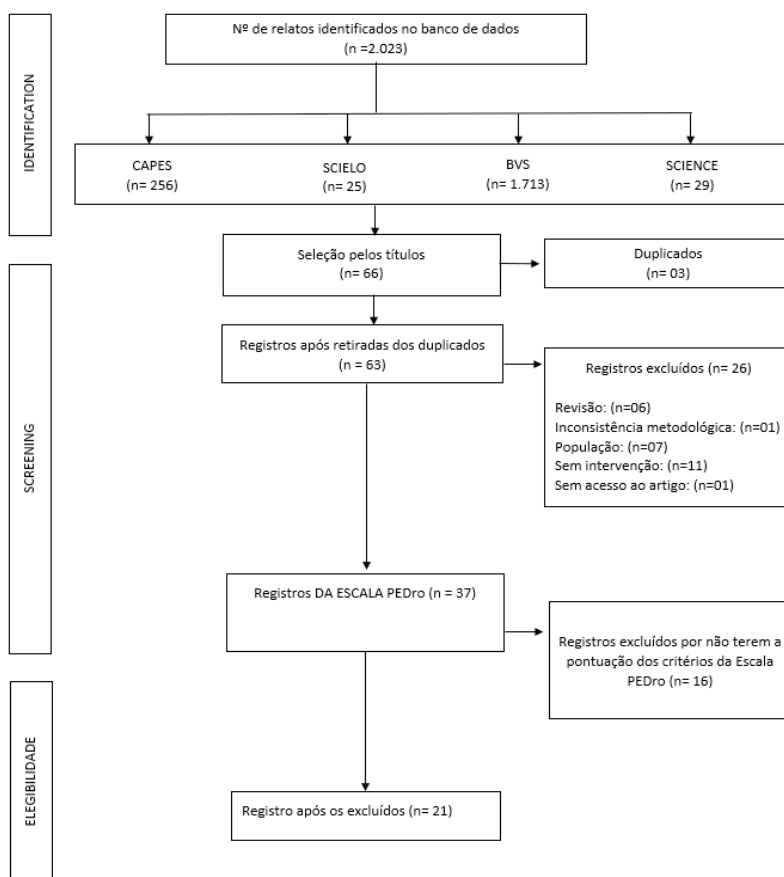 IDENTIFICATION
Nº de relatos identificados no banco de dados
(n =2.023)
CAPES
(n= 256)
SCIELO
(n= 25)
BVS
(n= 1.713)
SCIENCE
(n= 29)
SCREENING
Seleção pelos títulos
(n= 66)
Duplicados
(n= 03)
Registros após retiradas dos duplicados
(n = 63)
Registros excluídos (n= 26)
Revisão: (n=06)
Inconsistência metodológica: (n=01)
População: (n=07)
Sem intervenção: (n=11)
Sem acesso ao artigo: (n=01)
Registros DA ESCALA PEDro (n = 37)
Registros excluídos por não terem a
pontuação dos critérios da Escala
PEDro (n= 16)
ELEGIBILIDADE
Registro após os excluídos (n= 21)